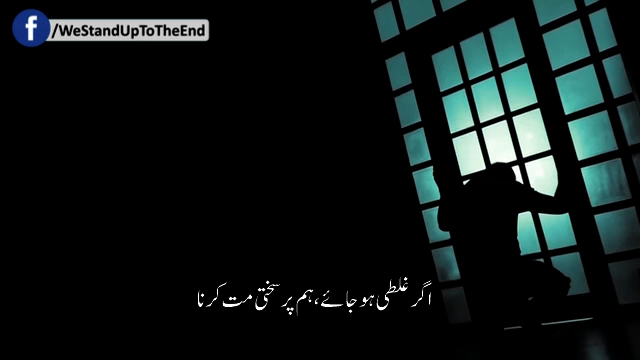 /WeStandUpToTheEnd
اگر غلطی ہو جائے، ہم پر سختی مت کرنا